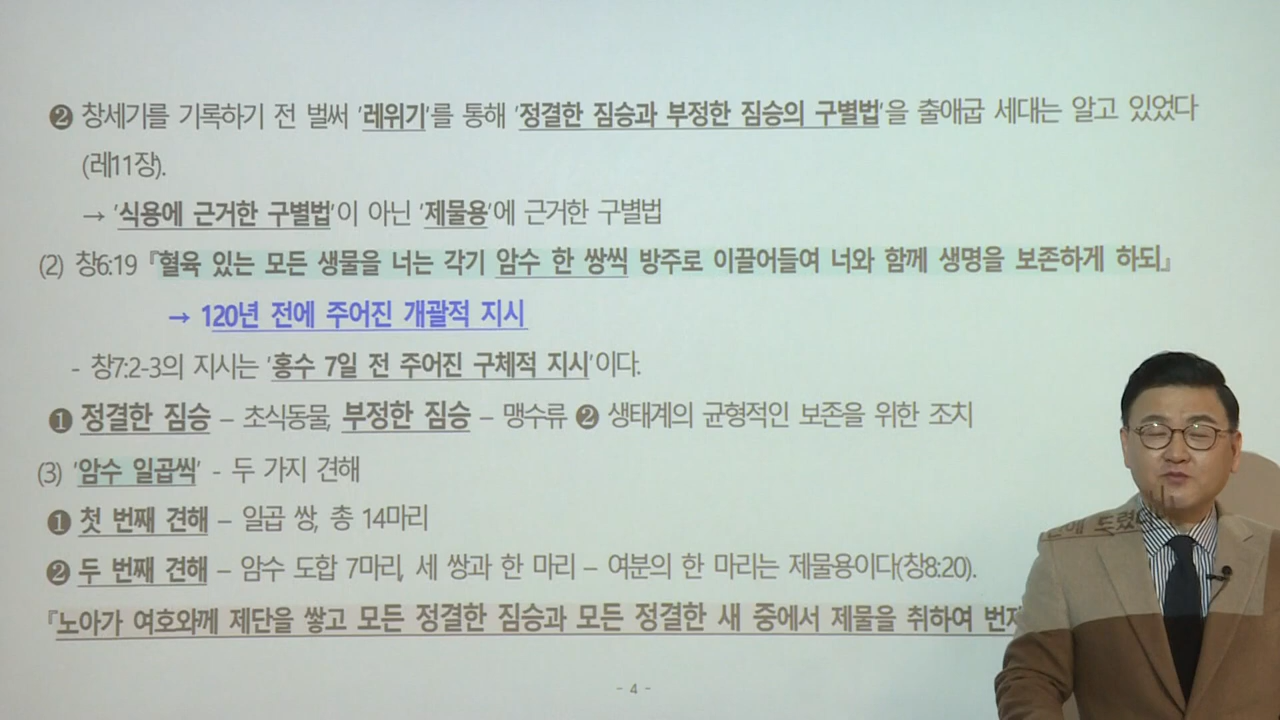 ❷ 창세기를 기록하기 전 벌써 '레위기'를 통해 '정결한 짐승과 부정한 짐승의 구별법'을 출애굽 세대는 알고 있었다
(레11장).
→ '식용에 근거한 구별법'이 아닌 '제물용'에 근거한 구별법
(2) 창6:19 『혈육 있는 모든 생물을 너는 각기 암수 한 쌍씩 방주로 이끌어들여 너와 함께 생명을 보존하게 하되』
→ 120년 전에 주어진 개괄적 지시
- 창7:2-3의 지시는 '홍수 7일 전 주어진 구체적 지시'이다.
❶ 정결한 짐승 – 초식동물, 부정한 짐승 – 맹수류 ❷ 생태계의 균형적인 보존을 위한 조치
(3) '암수 일곱씩' - 두 가지 견해
❶ 첫 번째 견해 – 일곱 쌍, 총 14마리
❷ 두 번째 견해 – 암수 도합 7마리, 세 쌍과 한 마리 – 여분의 한 마리는 제물용이다(창8:20).
『노아가 여호와께 제단을 쌓고 모든 정결한 짐승과 모든 정결한 새 중에서 제물을 취하여
- 4 -